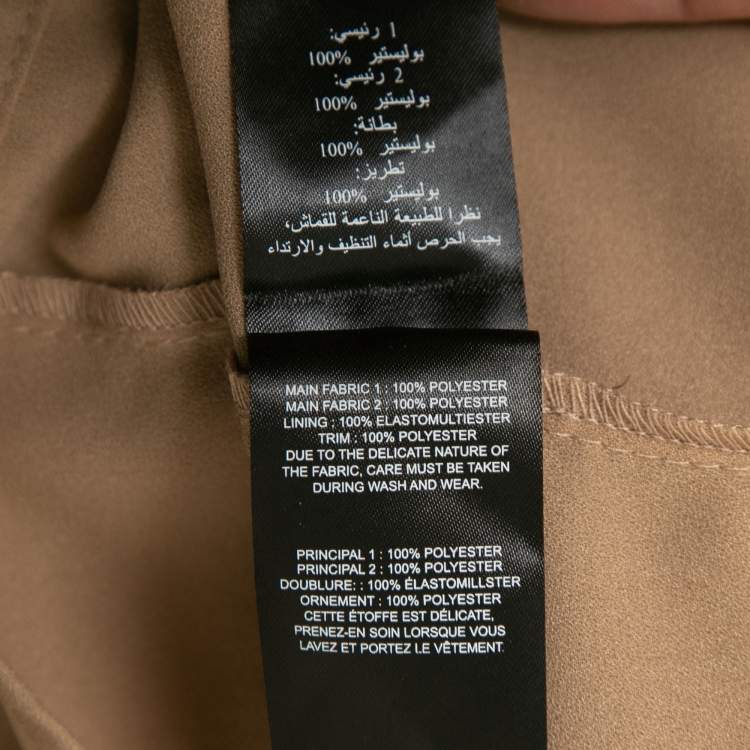 1 رئيسي:
بوليستير 100%
2 رئيسي:
بوليستير 100%
بطانة:
بوليستير 100%
تطريز:
بوليستير 100%
نظرا للطبيعة الناعمة للقماش،
يجب الحرص أثماء التنظيف والارتداء
MAIN FABRIC 1 : 100% POLYESTER
MAIN FABRIC 2 : 100% POLYESTER
LINING : 100% ELASTOMULTIESTER
TRIM : 100% POLYESTER
DUE TO THE DELICATE NATURE OF
THE FABRIC, CARE MUST BE TAKEN
DURING WASH AND WEAR.
PRINCIPAL 1 : 100% POLYESTER
PRINCIPAL 2 : 100% POLYESTER
DOUBLURE: : 100% ÉLASTOMILLSTER
ORNEMENT : 100% POLYESTER
CETTE ÉTOFFE EST DÉLICATE,
PRENEZ-EN SOIN LORSQUE VOUS
LAVEZ ET PORTEZ LE VÊTEMENT.